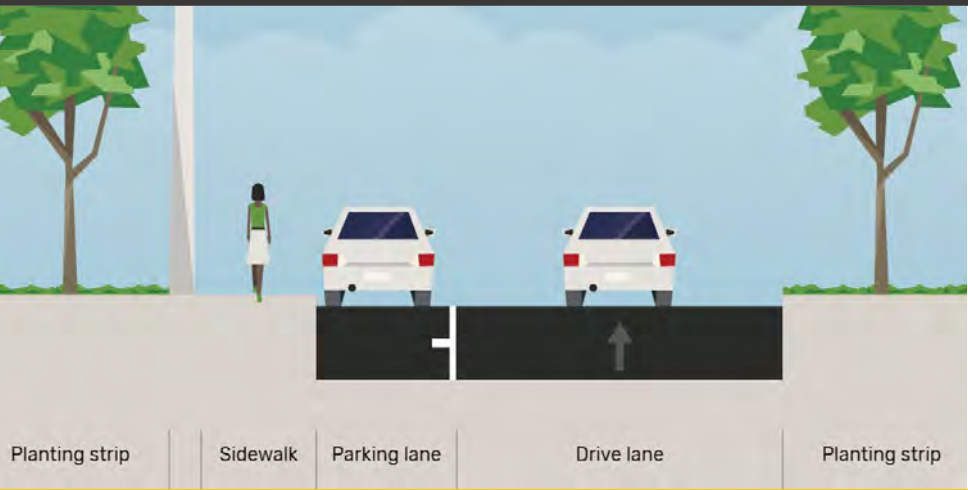 Planting strip
Sidewalk
Parking lane
Drive lane
Planting strip